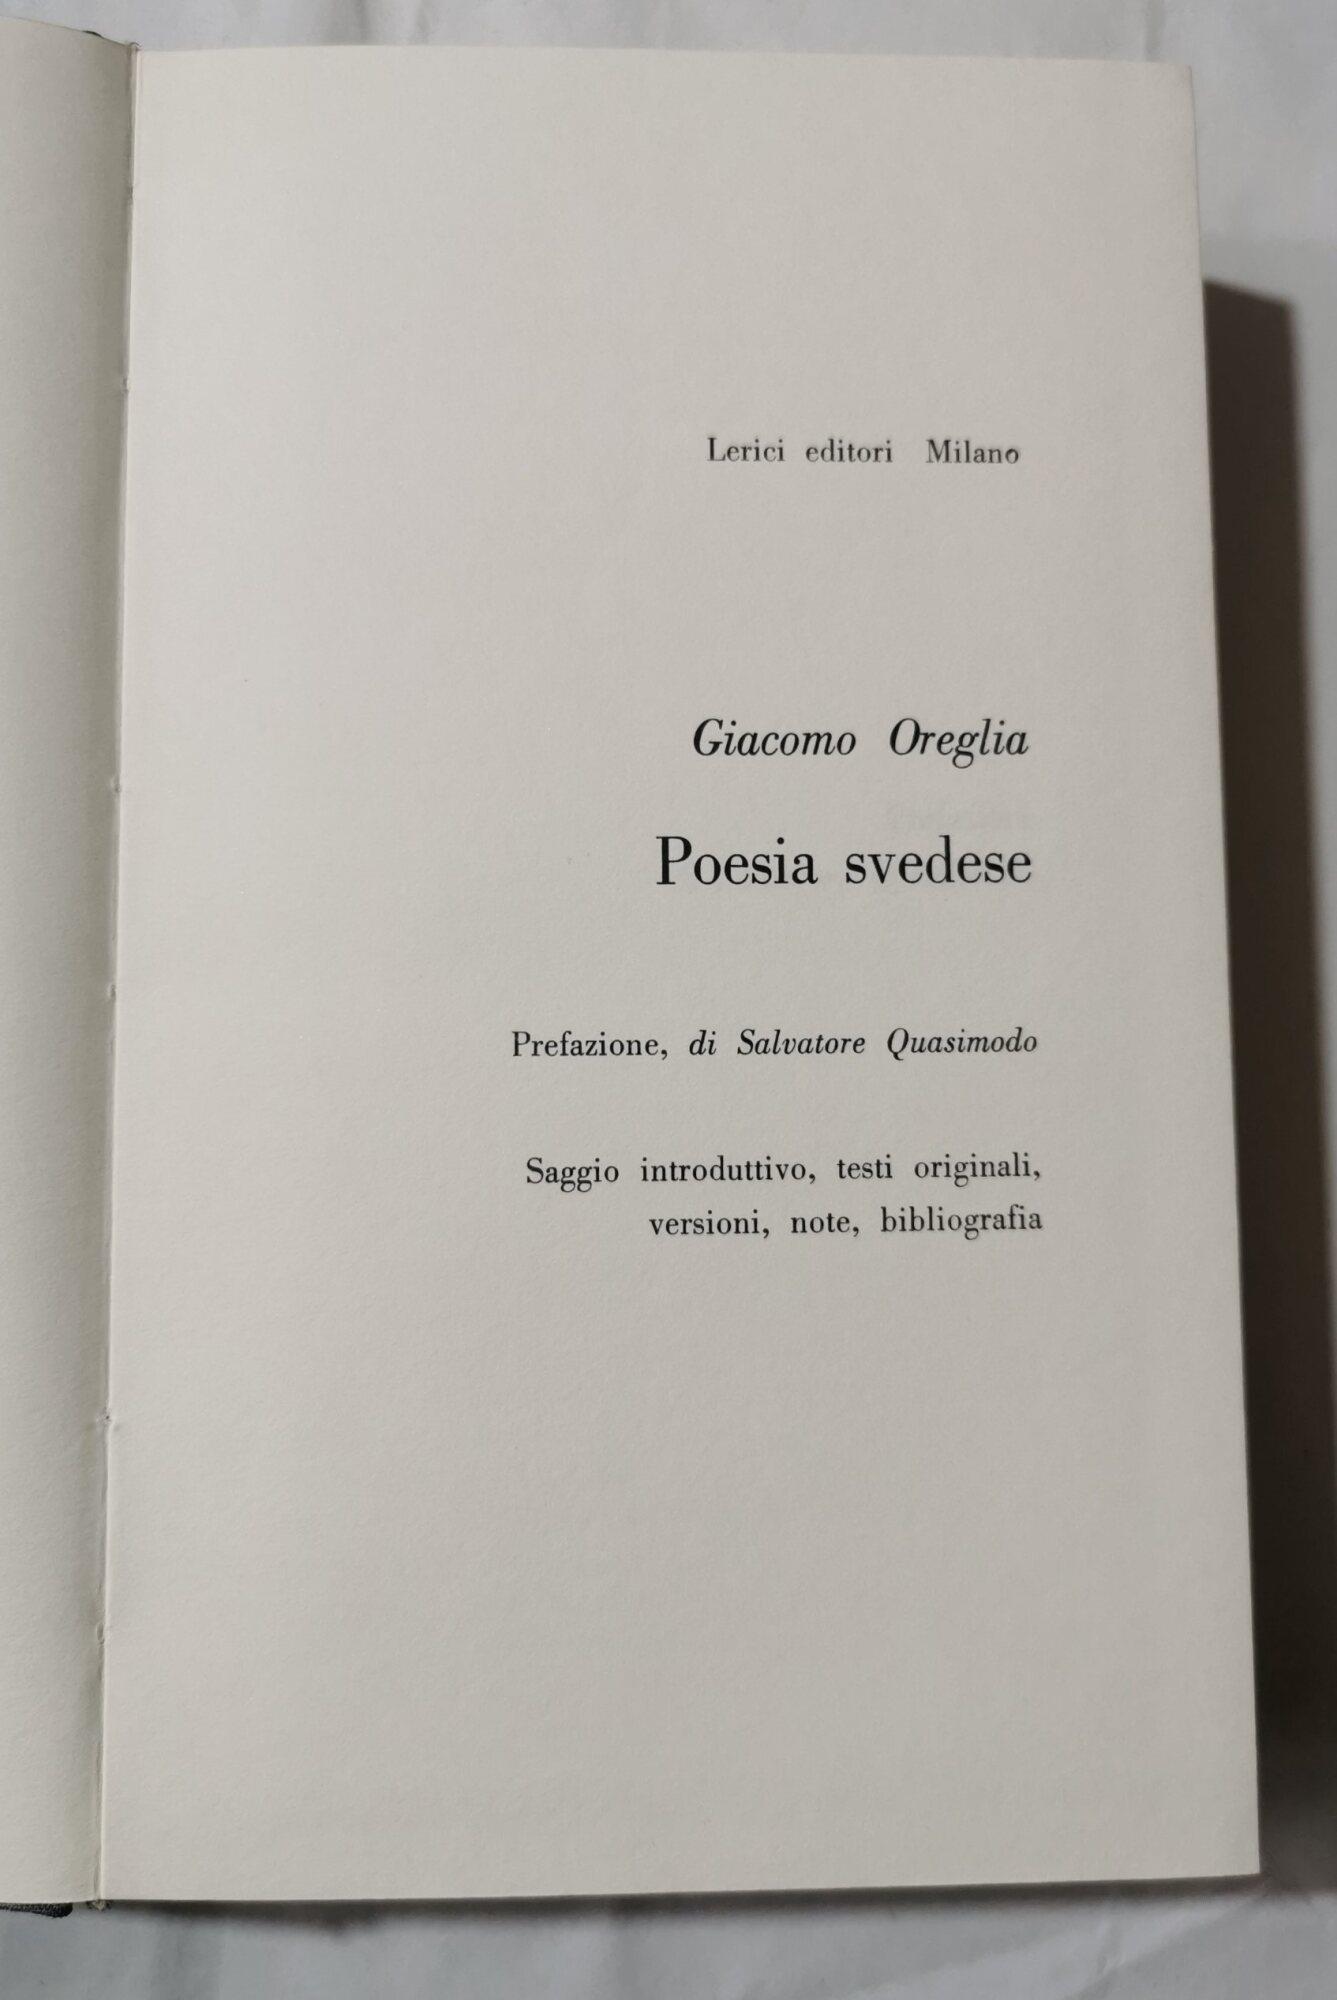 Lerici editori Milano
Giacomo Oreglia
Poesia svedese
Prefazione, di Salvatore Quasimodo
Saggio introduttivo, testi originali,
versioni, note, bibliografia